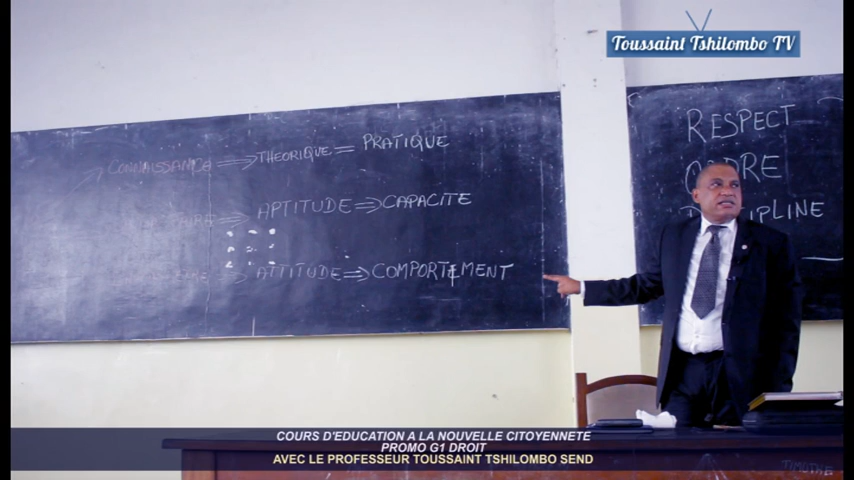 Toussaint Tshilombo TV
CONNAISSANCE => THEORIQUE = PRATIQUE
=> APTITUDE => CAPACITE
=> ATTITUDE => COMPORTEMENT
RESPECT
ORDRE
DISCIPLINE
COURS D'EDUCATION A LA NOUVELLE CITOYENNETE
PROMO G1 DROIT
AVEC LE PROFESSEUR TOUSSAINT TSHILOMBO SEND
TIMOTHE